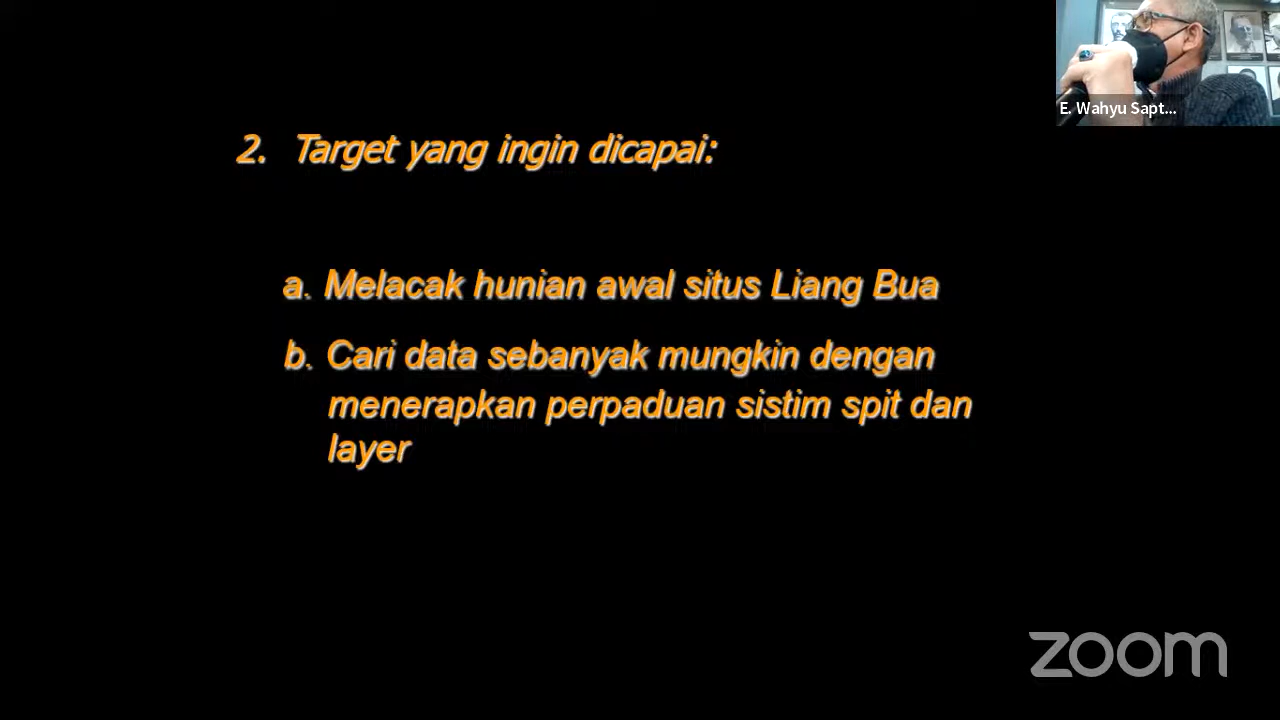 E. Wahyu Sapt...
2. Target yang ingin dicapai:
a. Melacak hunian awal situs Liang Bua
b. Cari data sebanyak mungkin dengan
menerapkan perpaduan sistim spit dan
layer
zoom